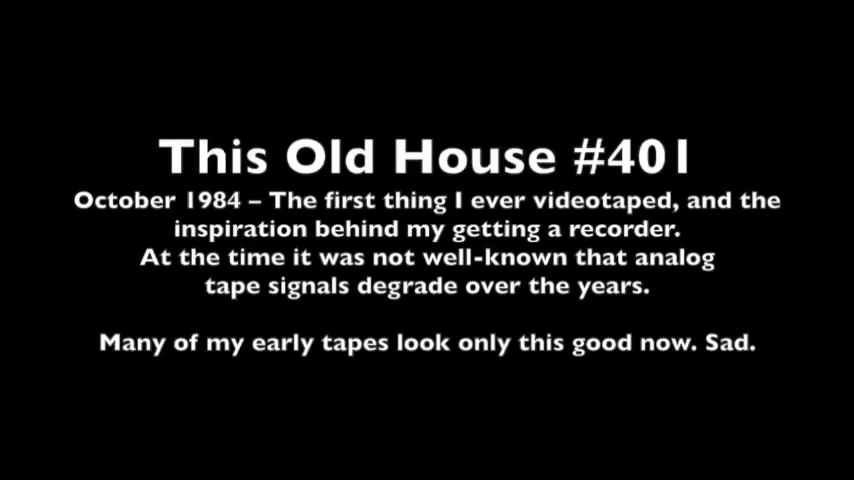 This Old House #401
October 1984 – The first thing I ever videotaped, and the
inspiration behind my getting a recorder.
At the time it was not well-known that analog
tape signals degrade over the years.
Many of my early tapes look only this good now. Sad.